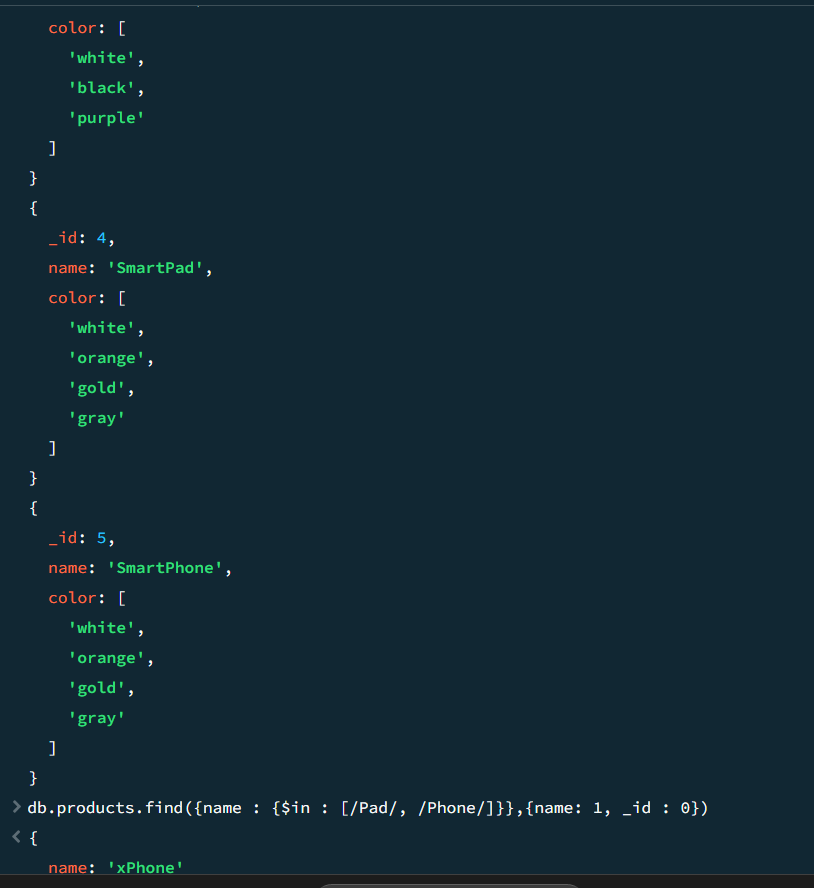 color: [
'white',
'black',
'purple'
]
}
{
_id: 4,
name: 'SmartPad',
color: [
'white',
'orange',
'gold',
'gray'
]
}
{
_id: 5,
name: 'SmartPhone',
color: [
'white',
'orange',
'gold',
'gray'
]
}
> db.products.find({name : {$in : [/Pad/, /Phone/]}},{name: 1, _id : 0})
< {
name: 'xPhone'